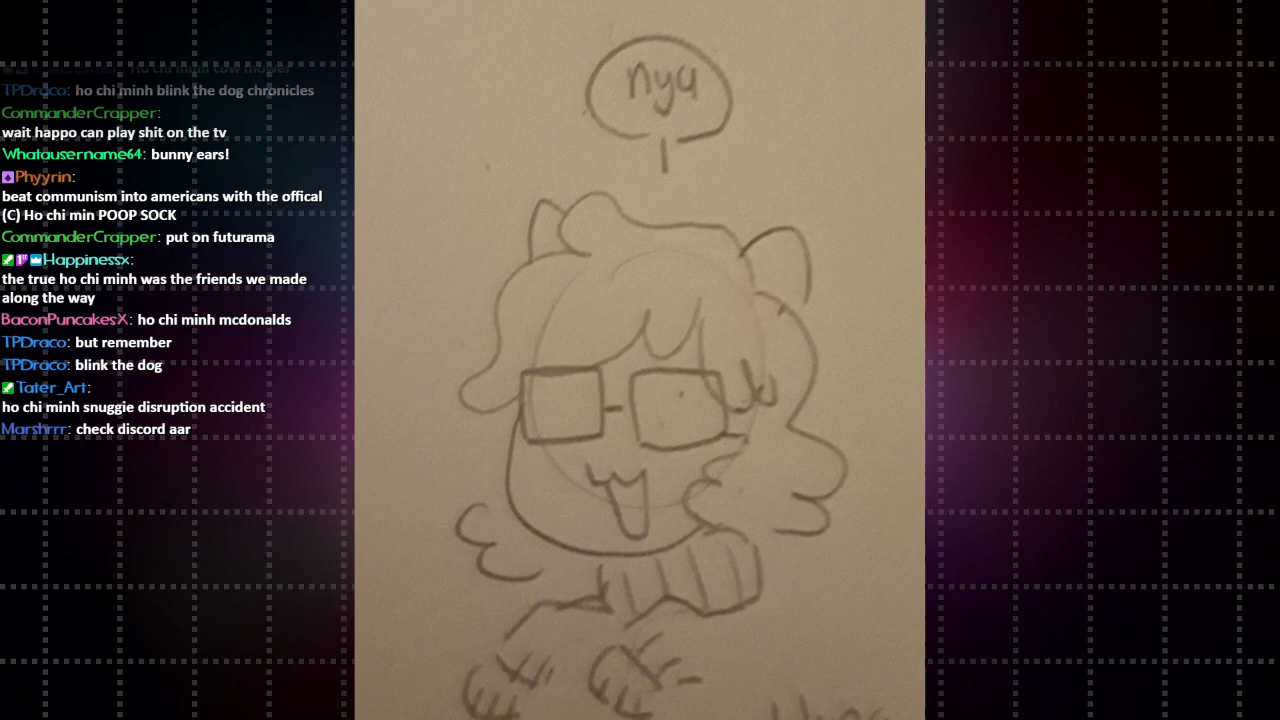 TPDraco: ho chi minh blink the dog chronicles
CommanderCrapper:
wait happo can play shit on the tv
Whatausername64: bunny ears!
Phyyrin:
beat communism into americans with the offical
(C) Ho chi min POOP SOCK
CommanderCrapper: put on futurama
Happinessx:
the true ho chi minh was the friends we made
along the way
BaconPuncakesX: ho chi minh mcdonalds
TPDraco: but remember
TPDraco: blink the dog
Tater_Art:
ho chi minh snuggie disruption accident
Marshrrr: check discord aar
nya